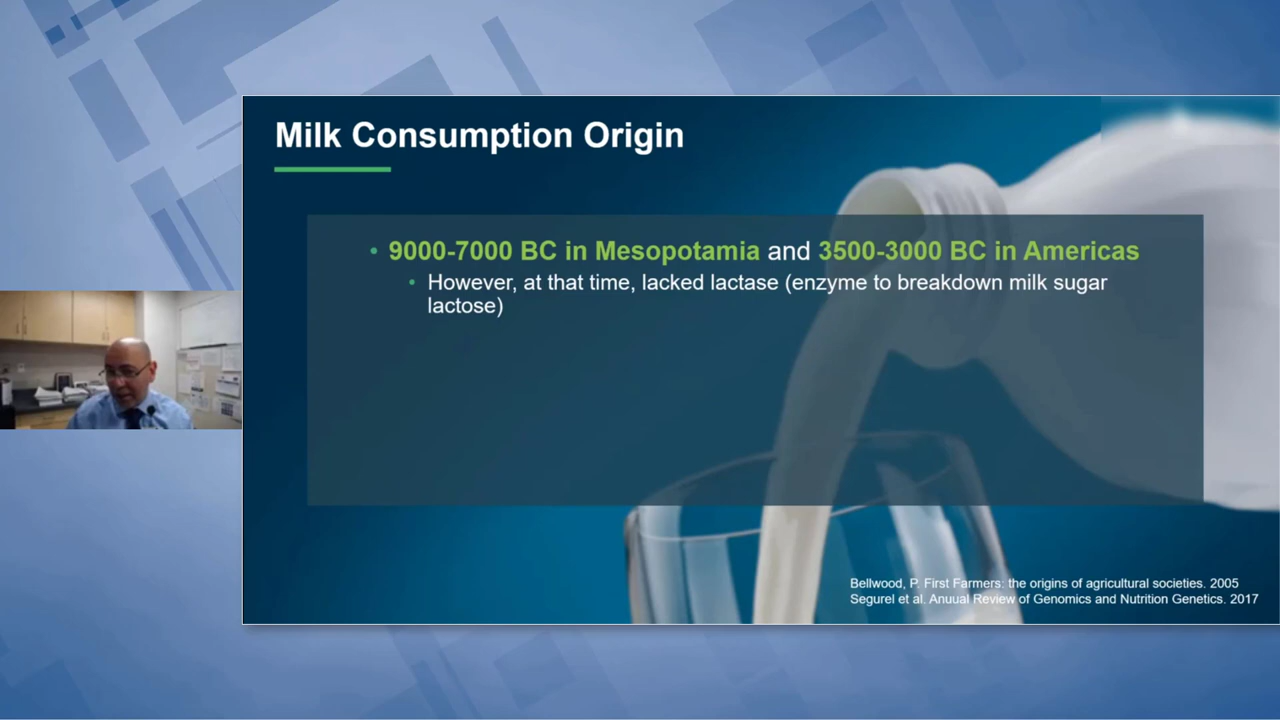 Milk Consumption Origin
• 9000-7000 BC in Mesopotamia and 3500-3000 BC in Americas
• However, at that time, lacked lactase (enzyme to breakdown milk sugar
lactose)
Bellwood, P. First Farmers: the origins of agricultural societies. 2005
Segurel et al. Anuual Review of Genomics and Nutrition Genetics. 2017